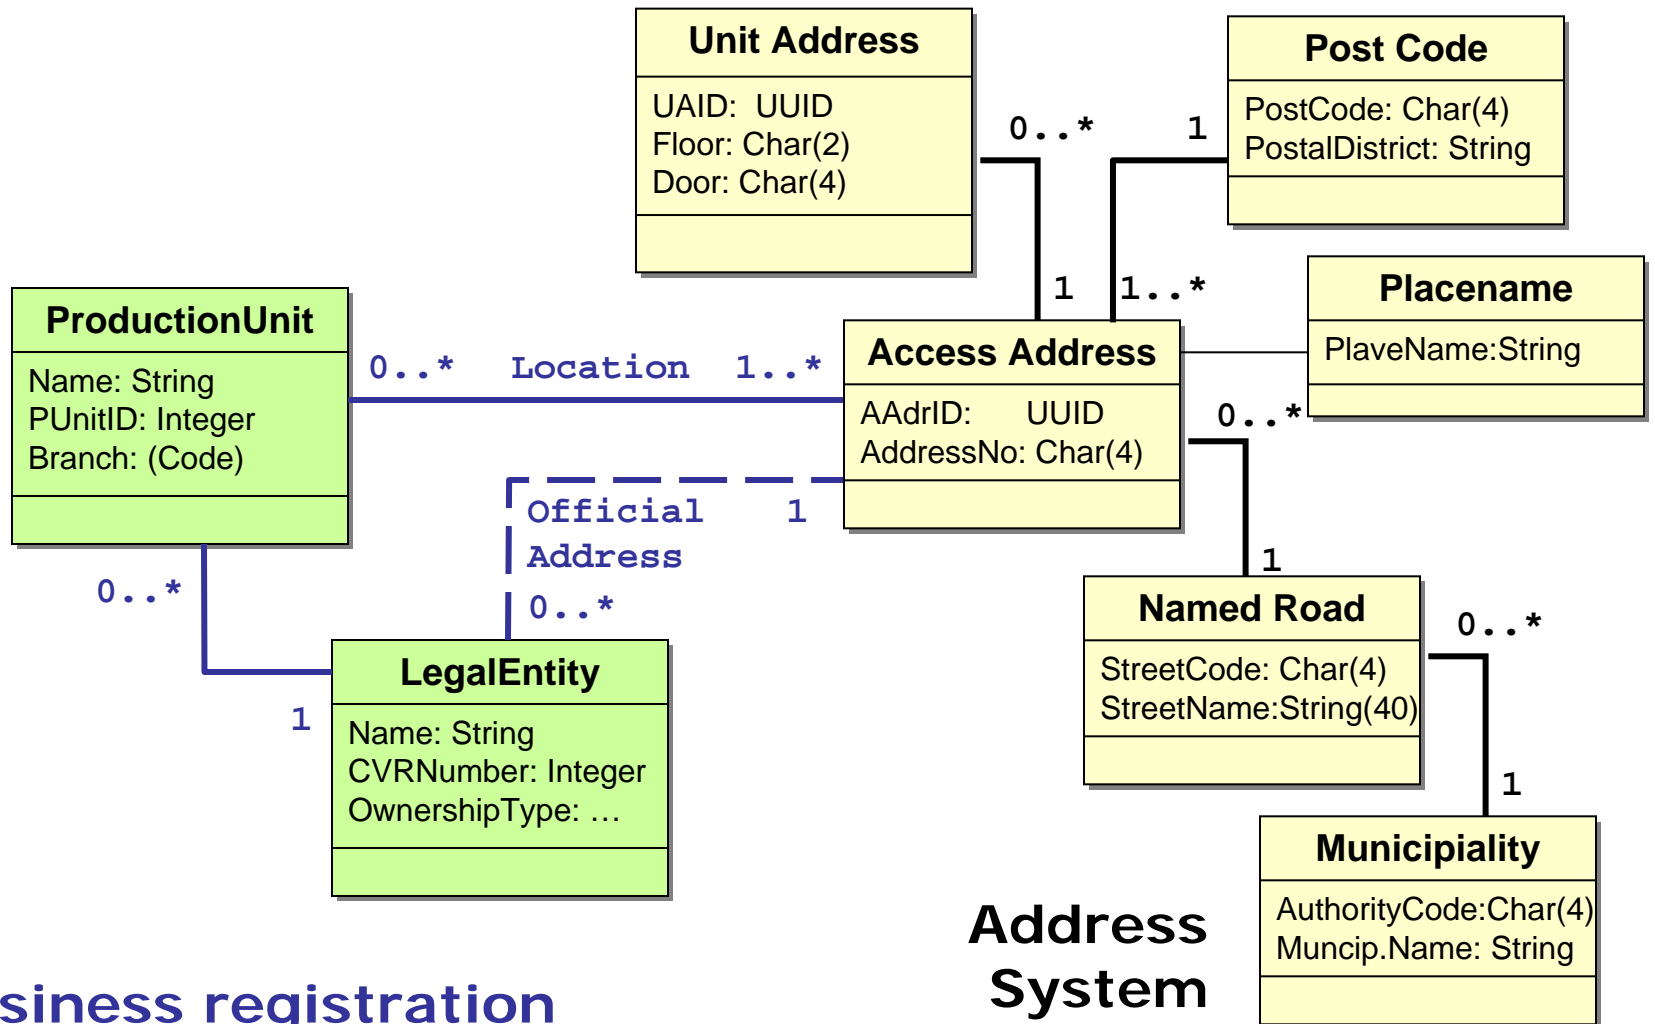 Unit Address
UAID: UUID
Floor: Char(2)
Door: Char(4)
0..*
1
Post Code
PostCode: Char(4)
PostalDistrict: String
1
1..*
Placename
PlaveName:String
ProductionUnit
Name: String
PUnitID: Integer
Branch: (Code)
0..* Location 1..*
Access Address
AAdrID: UUID
AddressNo: Char(4)
0..*
1
Official 1
Address
0..*
0..*
1
LegalEntity
Name: String
CVRNumber: Integer
OwnershipType: …
Named Road
StreetCode: Char(4)
StreetName:String(40)
0..*
1
Municipiality
AuthorityCode:Char(4)
Muncip.Name: String
Address
System
siness registration